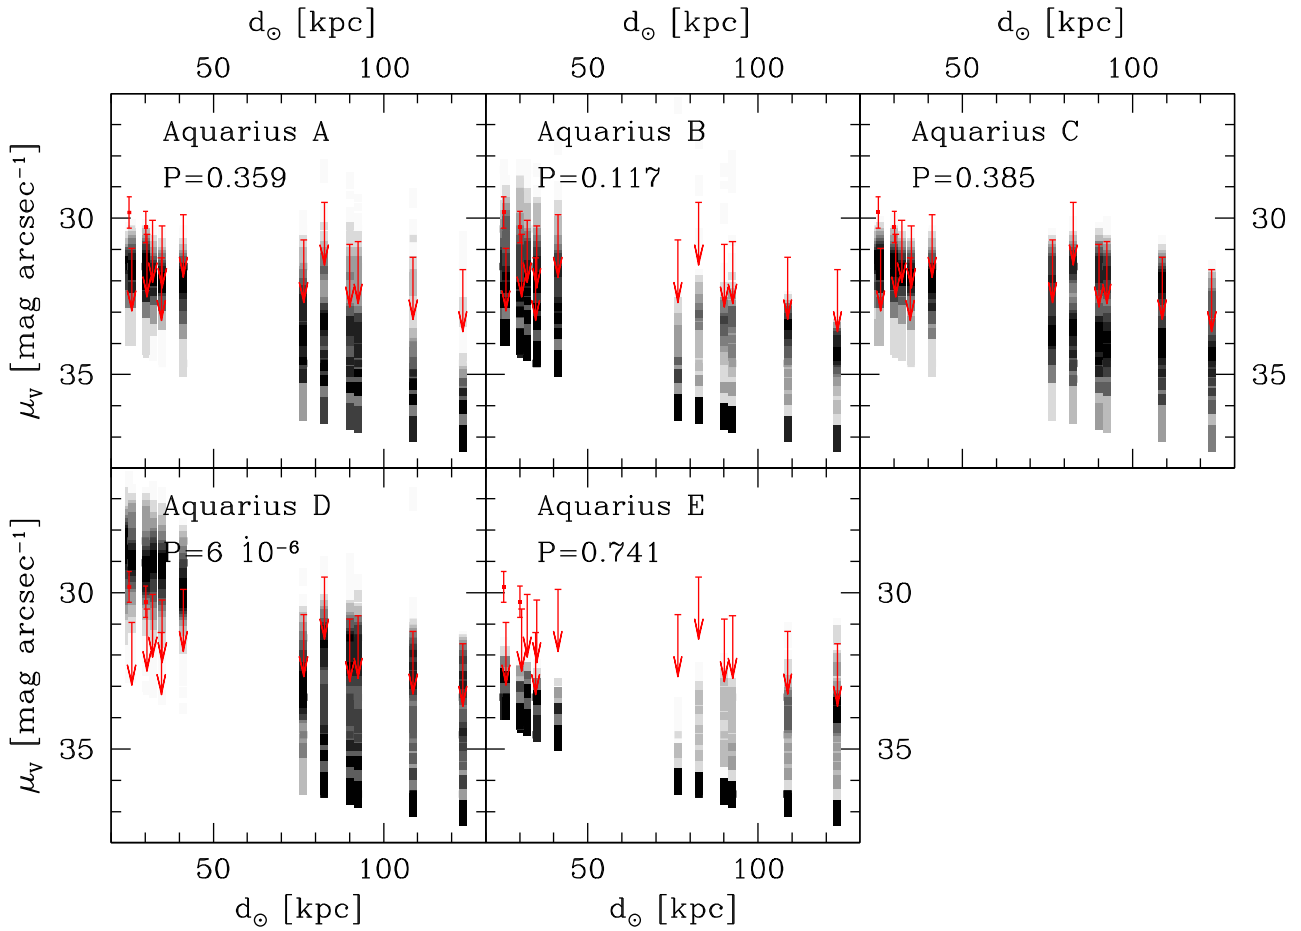 d⊙ [kpc] d⊙ [kpc] d⊙ [kpc]
50 100 50 100 50 100
Aquarius A
P=0.359
Aquarius B
P=0.117
Aquarius C
P=0.385
μV [mag arcsec⁻¹]
30
35
30
35
Aquarius D
P=6 i̇0⁻⁶
Aquarius E
P=0.741
μV [mag arcsec⁻¹]
30
35
30
35
50 100 50 100
d⊙ [kpc] d⊙ [kpc]